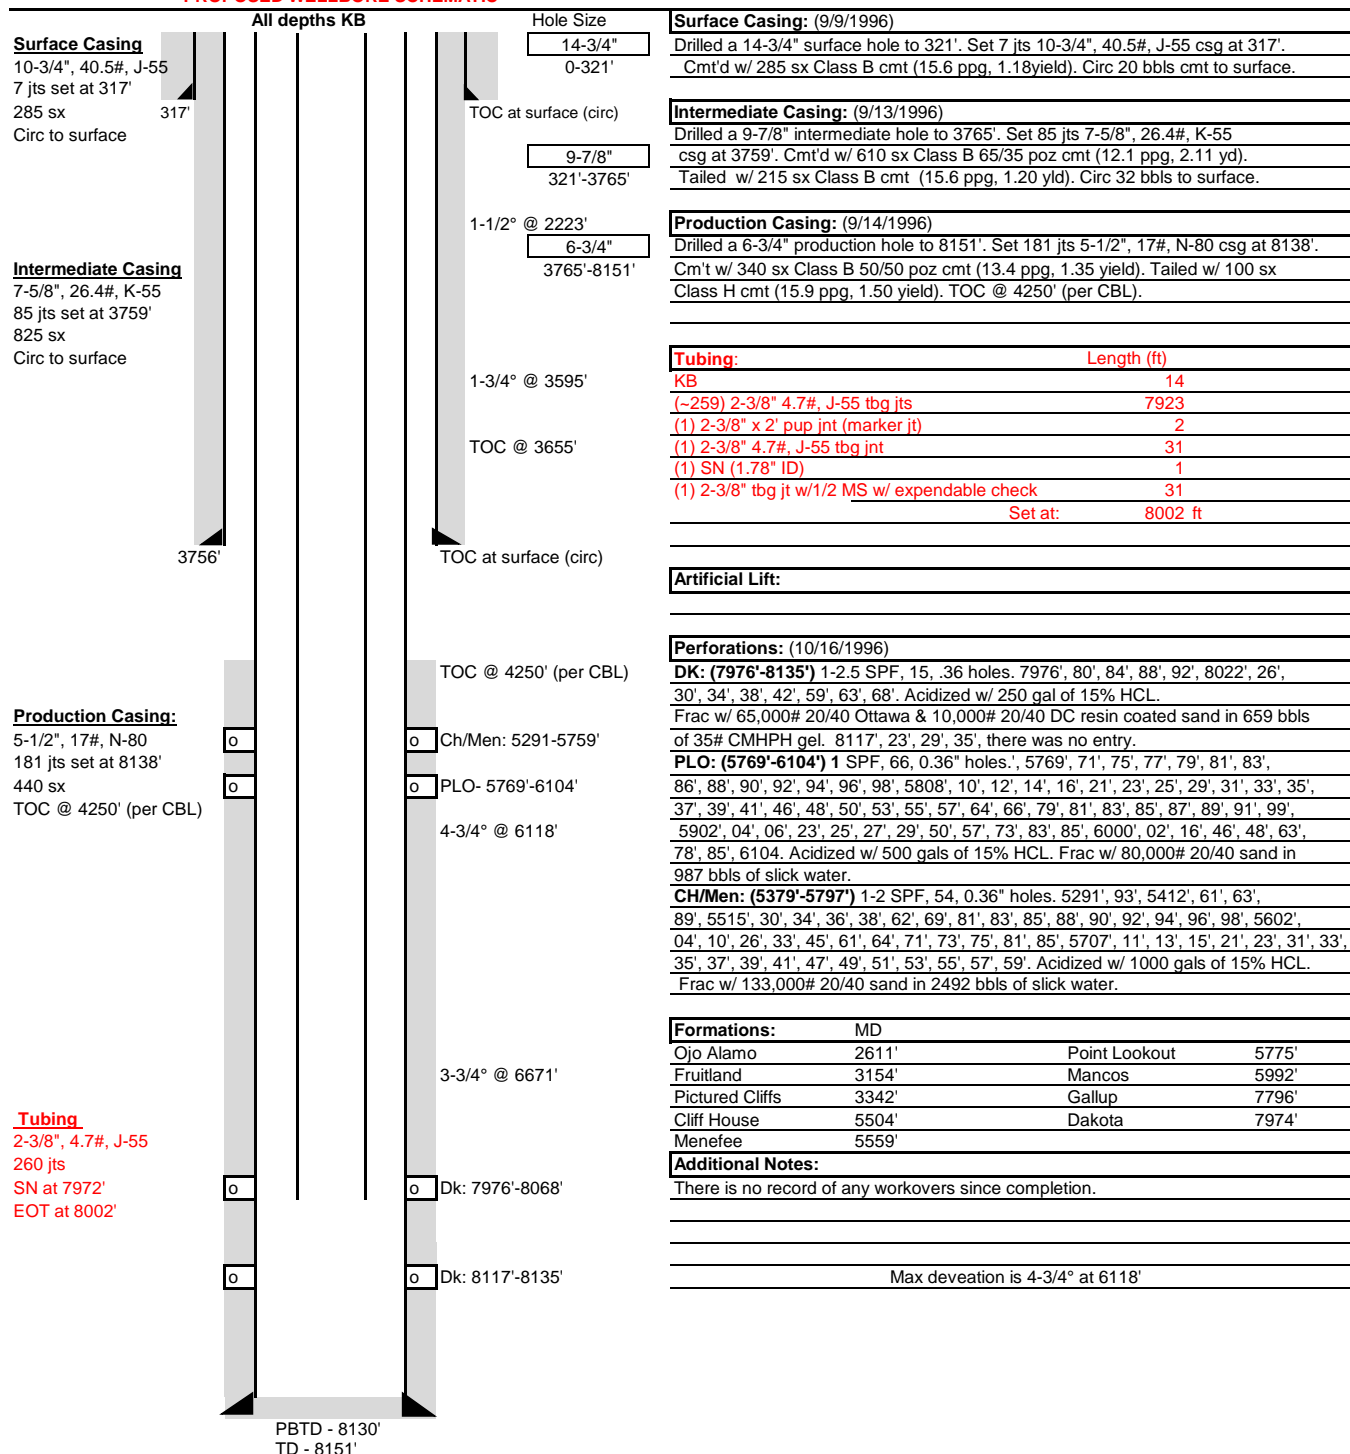 PROPOSED WELLBORE SCHEMATIC
All depths KB
Hole Size
Surface Casing
10-3/4", 40.5#, J-55
7 jts set at 317'
285 sx
317'
Circ to surface
14-3/4"
0-321'
TOC at surface (circ)
9-7/8"
321'-3765'
1-1/2° @ 2223'
6-3/4"
3765'-8151'
Intermediate Casing
7-5/8", 26.4#, K-55
85 jts set at 3759'
825 sx
Circ to surface
1-3/4° @ 3595'
TOC @ 3655'
3756'
TOC at surface (circ)
TOC @ 4250' (per CBL)
Production Casing:
5-1/2", 17#, N-80
181 jts set at 8138'
440 sx
TOC @ 4250' (per CBL)
o o Ch/Men: 5291-5759'
o o PLO- 5769'-6104'
4-3/4° @ 6118'
3-3/4° @ 6671'
Tubing
2-3/8", 4.7#, J-55
260 jts
SN at 7972'
EOT at 8002'
o o Dk: 7976'-8068'
o o Dk: 8117'-8135'
PBTD - 8130'
TD - 8151'
Surface Casing: (9/9/1996)
Drilled a 14-3/4" surface hole to 321'. Set 7 jts 10-3/4", 40.5#, J-55 csg at 317'.
Cmt'd w/ 285 sx Class B cmt (15.6 ppg, 1.18yield). Circ 20 bbls cmt to surface.
Intermediate Casing: (9/13/1996)
Drilled a 9-7/8" intermediate hole to 3765'. Set 85 jts 7-5/8", 26.4#, K-55
csg at 3759'. Cmt'd w/ 610 sx Class B 65/35 poz cmt (12.1 ppg, 2.11 yd).
Tailed w/ 215 sx Class B cmt (15.6 ppg, 1.20 yld). Circ 32 bbls to surface.
Production Casing: (9/14/1996)
Drilled a 6-3/4" production hole to 8151'. Set 181 jts 5-1/2", 17#, N-80 csg at 8138'.
Cm't w/ 340 sx Class B 50/50 poz cmt (13.4 ppg, 1.35 yield). Tailed w/ 100 sx
Class H cmt (15.9 ppg, 1.50 yield). TOC @ 4250' (per CBL).
Tubing: Length (ft)
KB 14
(~259) 2-3/8" 4.7#, J-55 tbg jts 7923
(1) 2-3/8" x 2' pup jnt (marker jt) 2
(1) 2-3/8" 4.7#, J-55 tbg jnt 31
(1) SN (1.78" ID) 1
(1) 2-3/8" tbg jt w/1/2 MS w/ expendable check 31
Set at: 8002 ft
Artificial Lift:
Perforations: (10/16/1996)
DK: (7976'-8135') 1-2.5 SPF, 15, .36 holes. 7976', 80', 84', 88', 92', 8022', 26',
30', 34', 38', 42', 59', 63', 68'. Acidized w/ 250 gal of 15% HCL.
Frac w/ 65,000# 20/40 Ottawa & 10,000# 20/40 DC resin coated sand in 659 bbls
of 35# CMHPH gel. 8117', 23', 29', 35', there was no entry.
PLO: (5769'-6104') 1 SPF, 66, 0.36" holes.', 5769', 71', 75', 77', 79', 81', 83',
86', 88', 90', 92', 94', 96', 98', 5808', 10', 12', 14', 16', 21', 23', 25', 29', 31', 33', 35',
37', 39', 41', 46', 48', 50', 53', 55', 57', 64', 66', 79', 81', 83', 85', 87', 89', 91', 99',
5902', 04', 06', 23', 25', 27', 29', 50', 57', 73', 83', 85', 6000', 02', 16', 46', 48', 63',
78', 85', 6104. Acidized w/ 500 gals of 15% HCL. Frac w/ 80,000# 20/40 sand in
987 bbls of slick water.
CH/Men: (5379'-5797') 1-2 SPF, 54, 0.36" holes. 5291', 93', 5412', 61', 63',
89', 5515', 30', 34', 36', 38', 62', 69', 81', 83', 85', 88', 90', 92', 94', 96', 98', 5602',
04', 10', 26', 33', 45', 61', 64', 71', 73', 75', 81', 85', 5707', 11', 13', 15', 21', 23', 31', 33',
35', 37', 39', 41', 47', 49', 51', 53', 55', 57', 59'. Acidized w/ 1000 gals of 15% HCL.
Frac w/ 133,000# 20/40 sand in 2492 bbls of slick water.
Formations: MD
Ojo Alamo 2611' Point Lookout 5775'
Fruitland 3154' Mancos 5992'
Pictured Cliffs 3342' Gallup 7796'
Cliff House 5504' Dakota 7974'
Menefee 5559'
Additional Notes:
There is no record of any workovers since completion.
Max deveation is 4-3/4° at 6118'